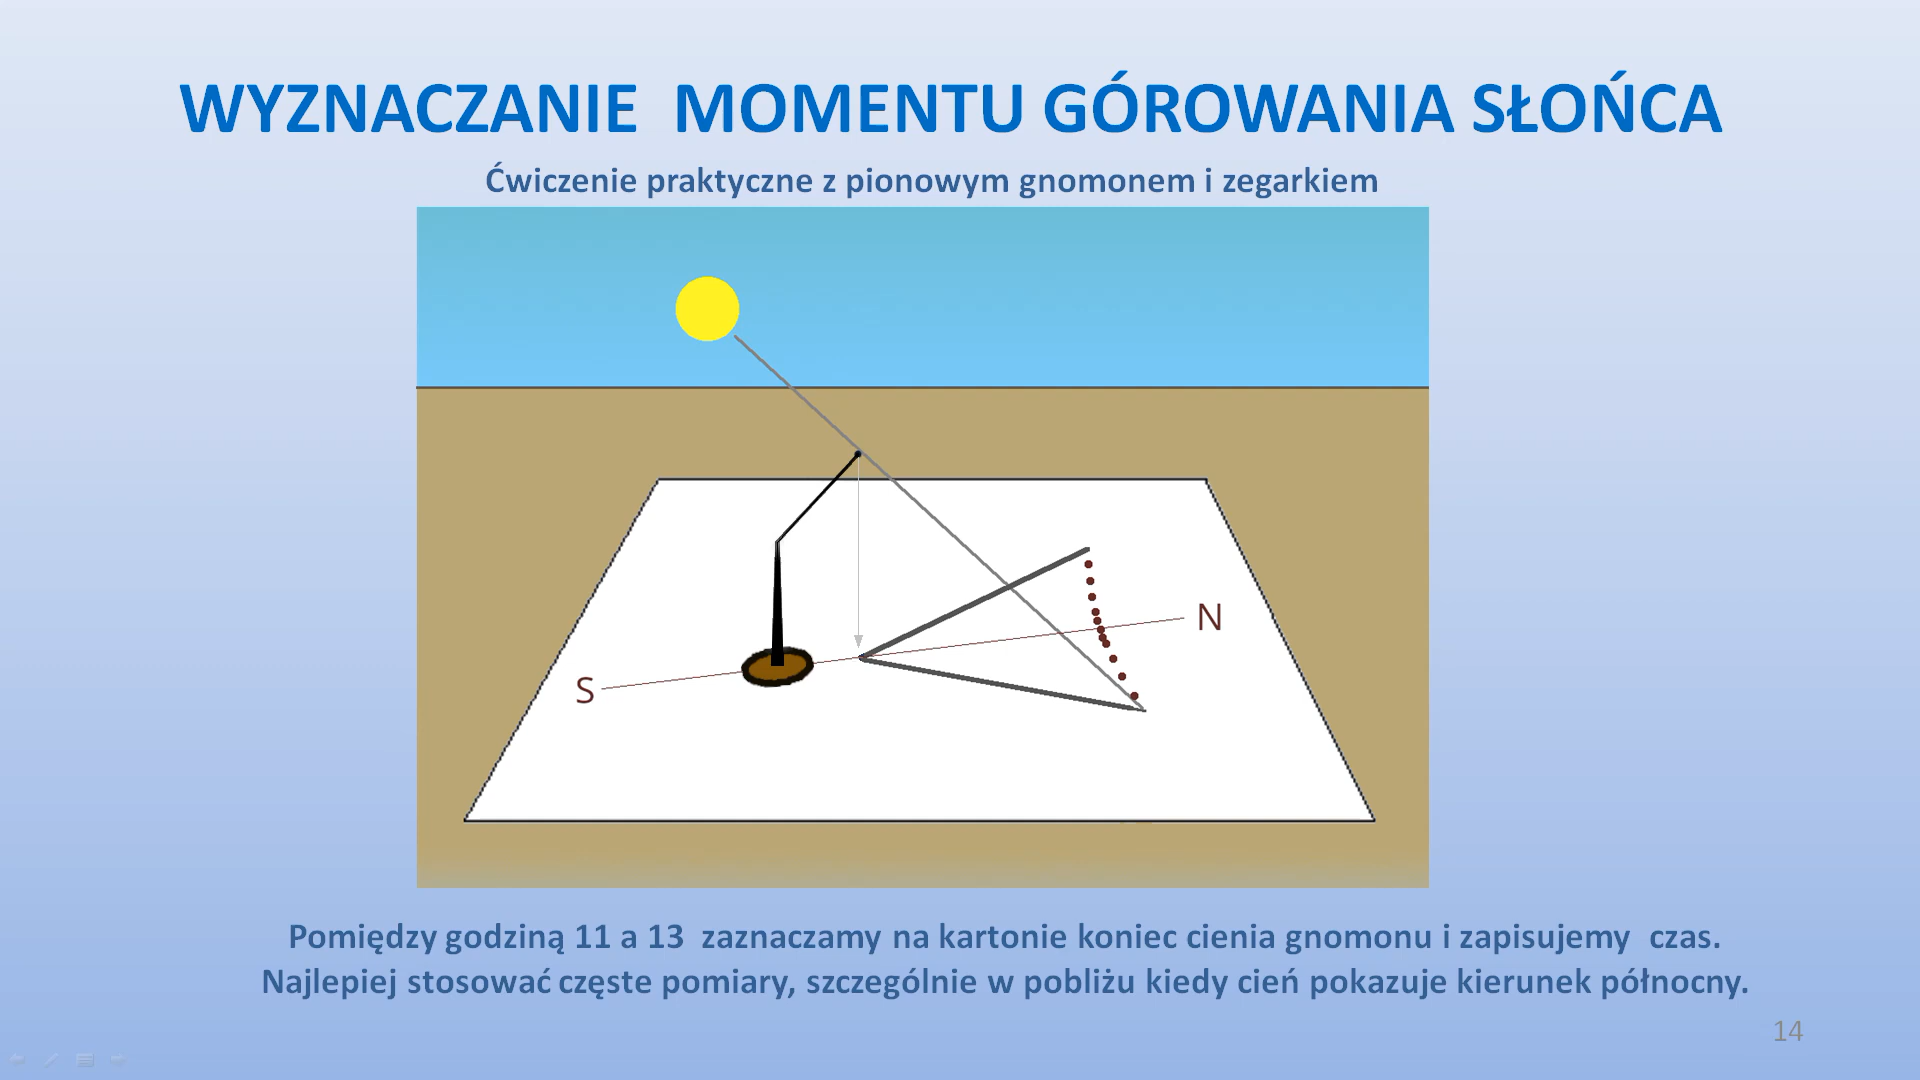 WYZNACZANIE MOMENTU GÓROWANIA SŁOŃCA
Ćwiczenie praktyczne z pionowym gnomonem i zegarkiem
N
S
Pomiędzy godziną 11 a 13 zaznaczamy na kartonie koniec cienia gnomonu i zapisujemy czas.
Najlepiej stosować częste pomiary, szczególnie w pobliżu kiedy cień pokazuje kierunek północny.
14